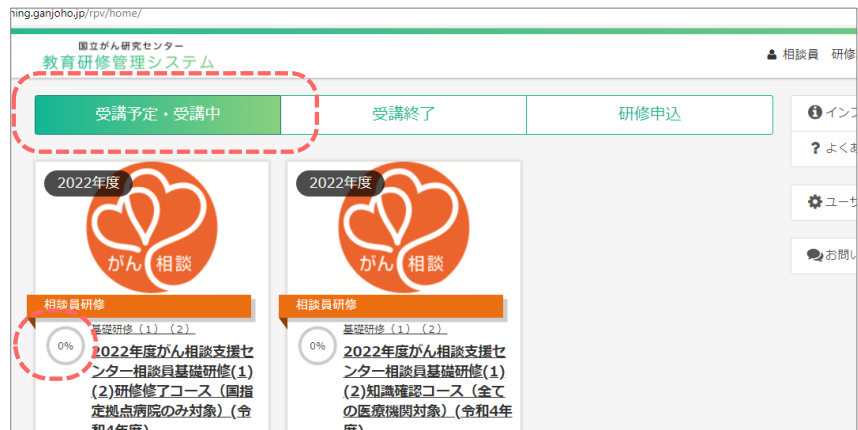 ning.ganjoho.jp/rpv/home/
国立がん研究センター
教育研修管理システム
相談員 研修
受講予定・受講中
受講終了
研修申込
インフ
? よくあ
ユーザ
お問い
2022年度
がん 相談
相談員研修
0%
基礎研修（1）（2）
2022年度がん相談支援セ
ンター相談員基礎研修(1)
(2)研修修了コース（国指
定拠点病院のみ対象）(令
和4年度)
2022年度
がん 相談
相談員研修
0%
基礎研修（1）（2）
2022年度がん相談支援セ
ンター相談員基礎研修(1)
(2)知識確認コース（全て
の医療機関対象）(令和4年
度)